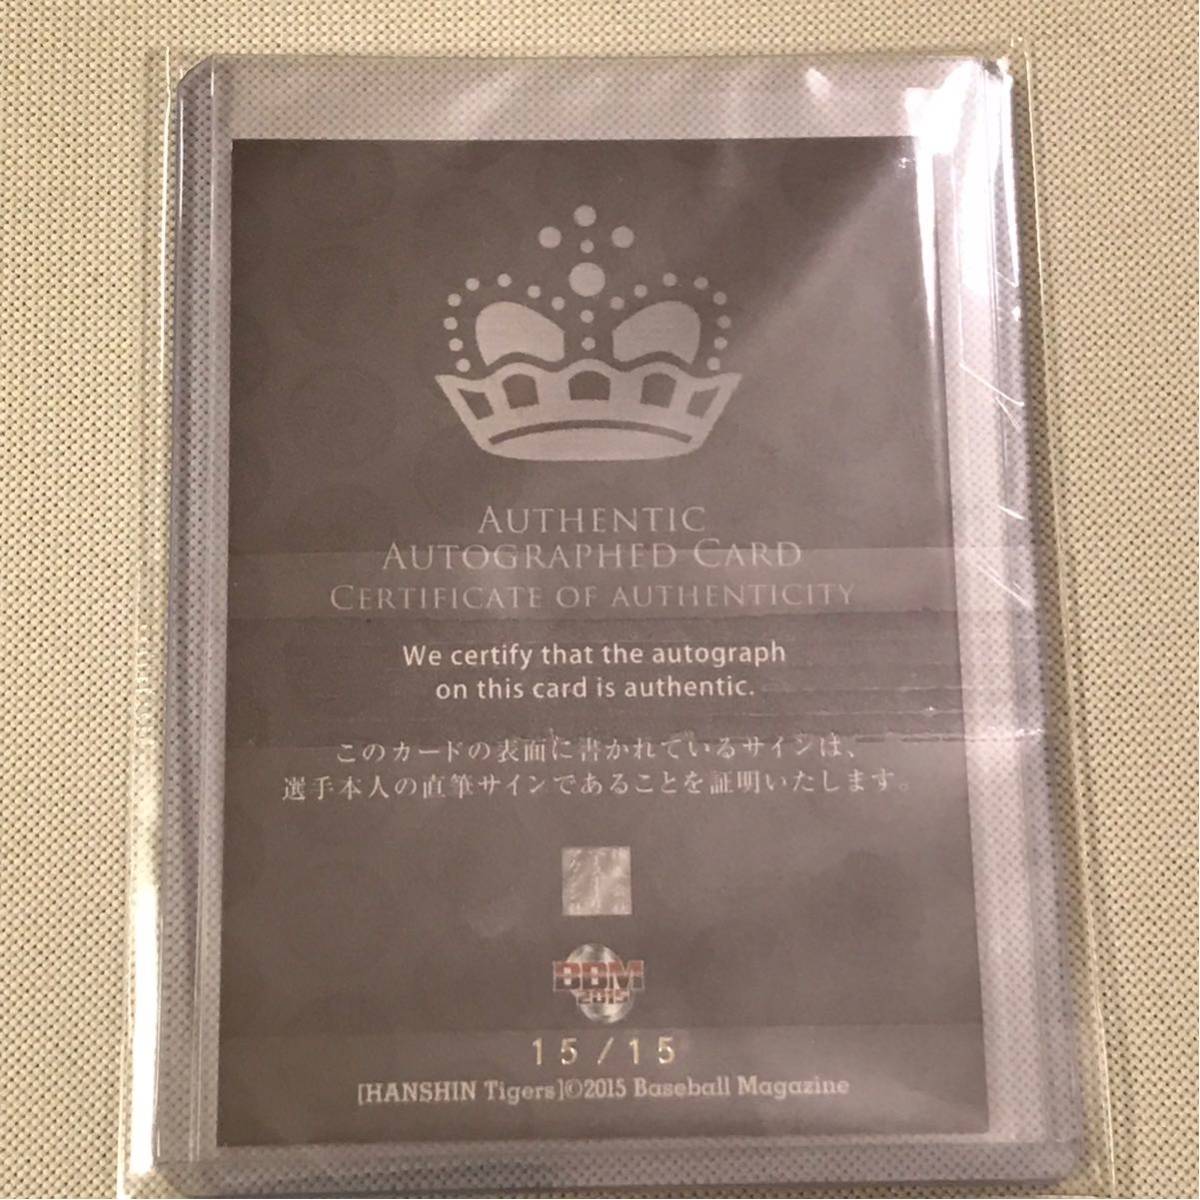 AUTHENTIC
AUTOGRAPHED CARD
CERTIFICATE OF AUTHENTICITY
We certify that the autograph
on this card is authentic.
このカードの表面に書かれているサインは、
選手本人の直筆サインであることを証明いたします。
BBM
2015
15/15
[HANSHIN Tigers]©2015 Baseball Magazine